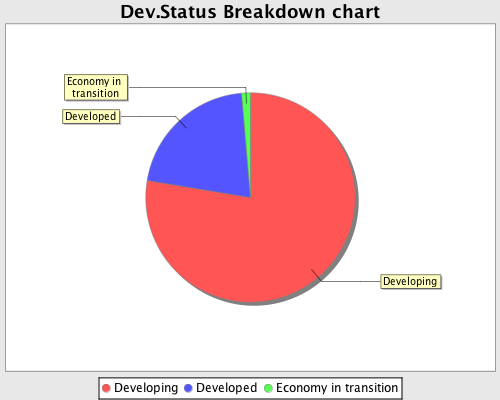 Dev.Status Breakdown chart
Economy in
transition
Developed
Developing
Developing Developed Economy in transition